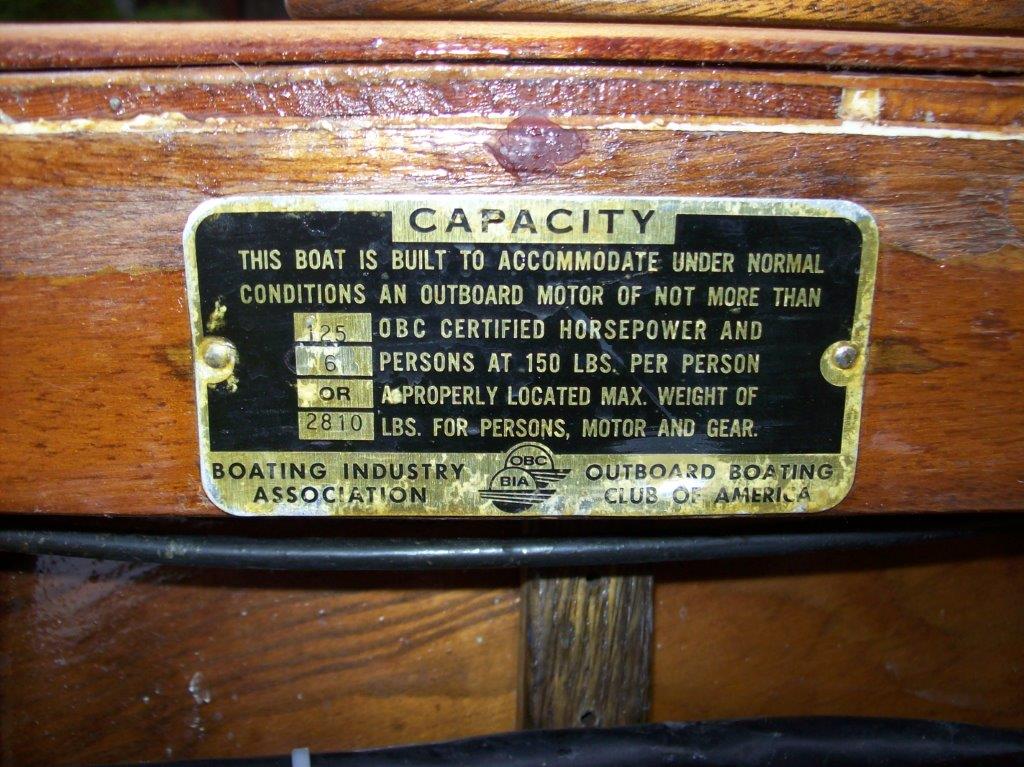 CAPACITY
THIS BOAT IS BUILT TO ACCOMMODATE UNDER NORMAL
CONDITIONS AN OUTBOARD MOTOR OF NOT MORE THAN
125 OBC CERTIFIED HORSEPOWER AND
6 PERSONS AT 150 LBS. PER PERSON
OR A PROPERLY LOCATED MAX. WEIGHT OF
2810 LBS. FOR PERSONS, MOTOR AND GEAR.
BOATING INDUSTRY ASSOCIATION
OBC
BIA
OUTBOARD BOATING CLUB OF AMERICA